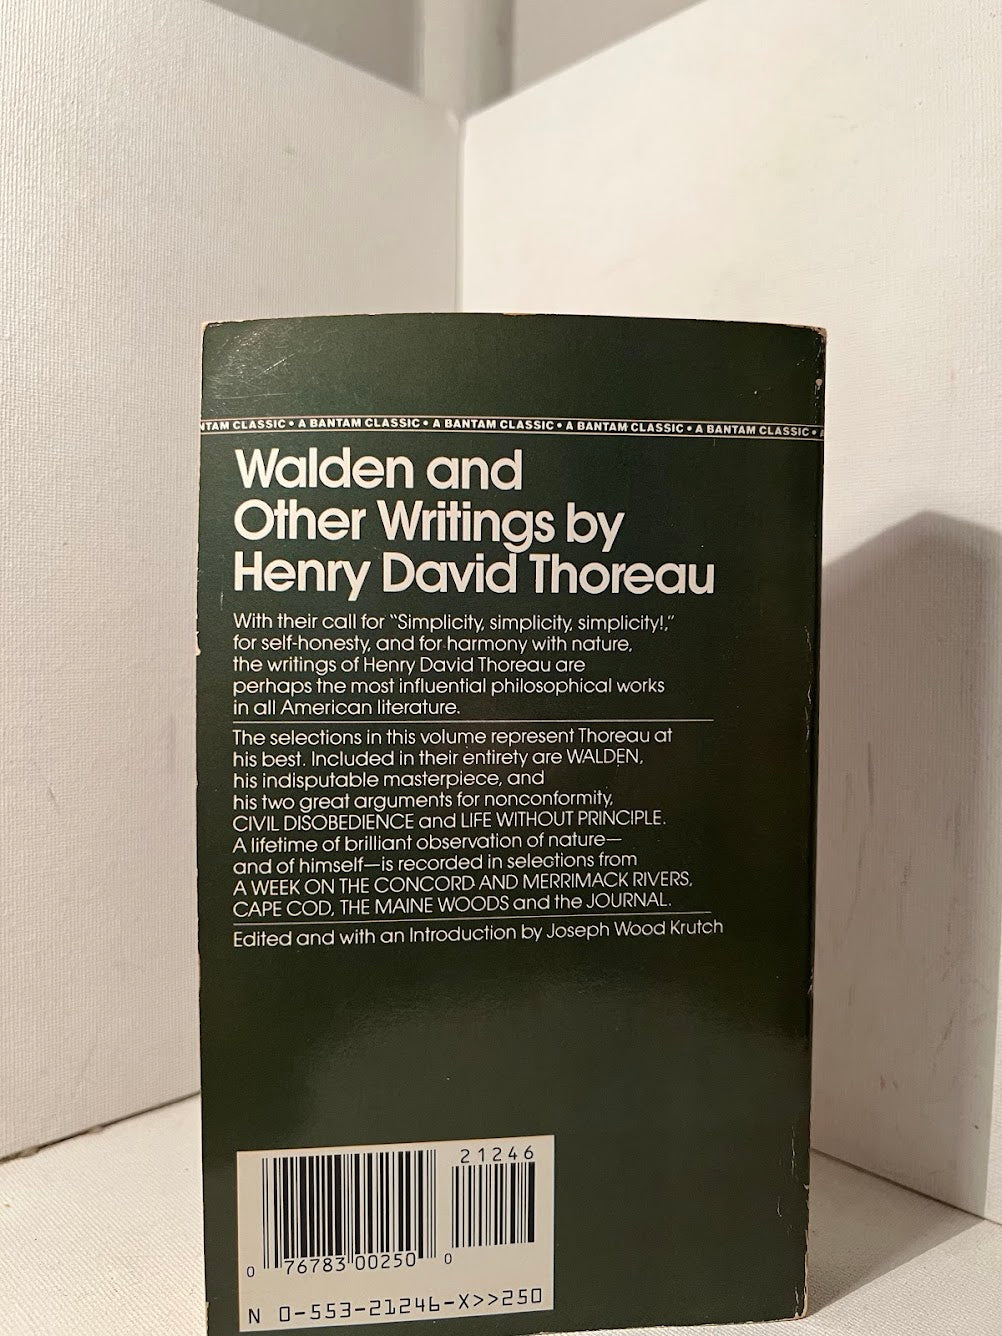 NTAM CLASSIC • A BANTAM CLASSIC • A BANTAM CLASSIC • A BANTAM CLASSIC • A BANTAM CLASSIC •
Walden and
Other Writings by
Henry David Thoreau
With their call for “Simplicity, simplicity, simplicity!,”
for self-honesty, and for harmony with nature,
the writings of Henry David Thoreau are
perhaps the most influential philosophical works
in all American literature.
The selections in this volume represent Thoreau at
his best. Included in their entirety are WALDEN,
his indisputable masterpiece, and
his two great arguments for nonconformity,
CIVIL DISOBEDIENCE and LIFE WITHOUT PRINCIPLE.
A lifetime of brilliant observation of nature—
and of himself—is recorded in selections from
A WEEK ON THE CONCORD AND MERRIMACK RIVERS,
CAPE COD, THE MAINE WOODS and the JOURNAL.
Edited and with an Introduction by Joseph Wood Krutch
21246
0 76783 00250 0
N 0-553-21246-X>>250